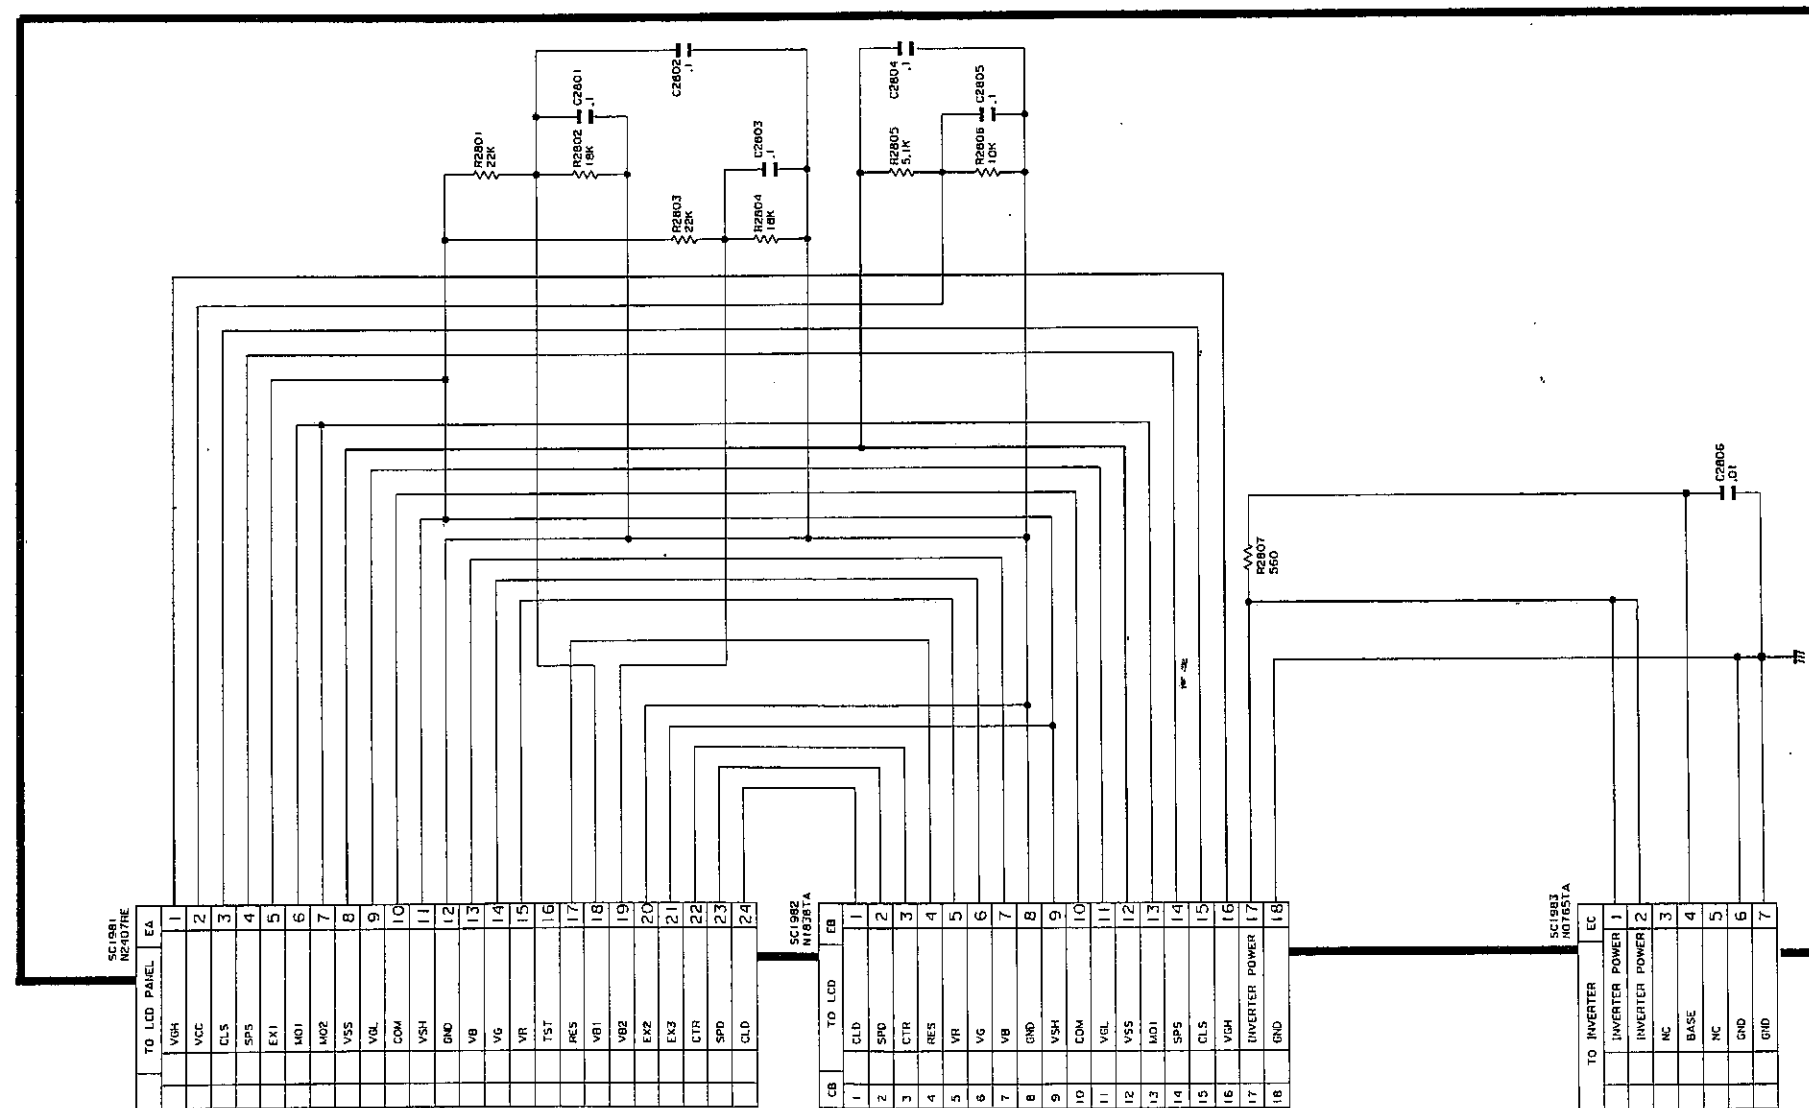 C2802
.1
C2801
.1
R2801
22K
R2802
18K
C2803
.1
R2803
22K
R2804
18K
C2804
.1
C2805
.1
R2805
5.1K
R2806
10K
C2806
.01
R2807
560
SC1981
N2407RE
TO LCD PANEL EA
VGH 1
VCC 2
CLS 3
SPS 4
EX1 5
MO1 6
MO2 7
VSS 8
VGL 9
COM 10
VSH 11
GND 12
VB 13
VG 14
VR 15
TST 16
RES 17
VB1 18
VB2 19
EX2 20
EX3 21
CTR 22
SPD 23
CLD 24
SC1982
N1838TA
CB TO LCD EB
1 CLD 1
2 SPD 2
3 CTR 3
4 RES 4
5 VR 5
6 VG 6
7 VB 7
8 GND 8
9 VSH 9
10 COM 10
11 VGL 11
12 VSS 12
13 MO1 13
14 SPS 14
15 CLS 15
16 VGH 16
17 INVERTER POWER 17
18 GND 18
SC1983
N0765TA
TO INVERTER EC
INVERTER POWER 1
INVERTER POWER 2
NC 3
BASE 4
NC 5
GND 6
GND 7